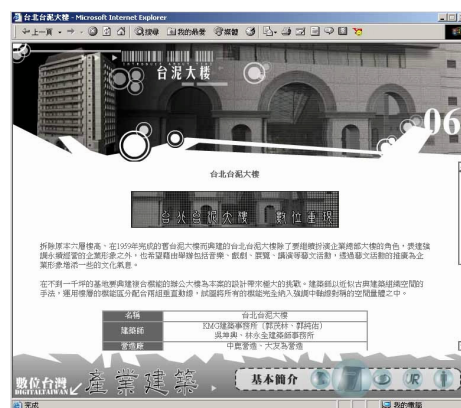 台北台泥大樓 - Microsoft Internet Explorer
上一頁
搜尋
我的最愛
媒體
台泥大樓
06
台北台泥大樓
台北台泥大樓 數位重現
拆除原本六層樓高，在1959年完成的舊台泥大樓而興建的台北台泥大樓除了要繼續扮演企業總部大樓的角色，表達強
調永續經營的企業形象之外，也希望藉由舉辦包括音樂、戲劇、展覽、講演等藝文活動，透過藝文活動的推廣為企
業形象增添一些的文化氣息。
在不到一千坪的基地要興建複合機能的辦公大樓為本案的設計帶來極大的挑戰。建築師以近似古典建築組構空間的
手法，運用樓層的機能區分配合兩組垂直動線，試圖將所有的機能完全納入強調中軸線對稱的空間量體之中。
名稱 台北台泥大樓
建築師 KMG建築事務所（郭茂林、郭純佑）
吳坤興、林永全建築師事務所
營造廠 中鹿營造、大友為營造
數位台灣
DIGITALTAIWAN
產業建築
基本簡介
完成
我的電腦